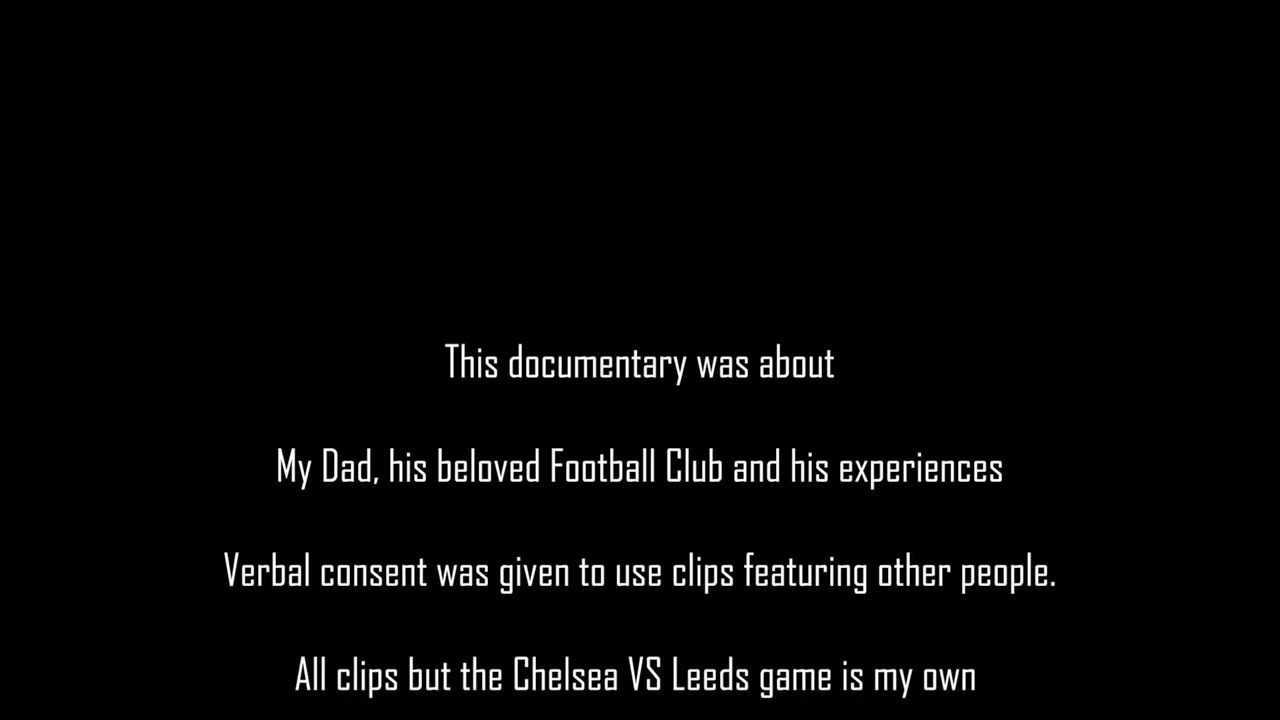 This documentary was about
My Dad, his beloved Football Club and his experiences
Verbal consent was given to use clips featuring other people.
All clips but the Chelsea VS Leeds game is my own